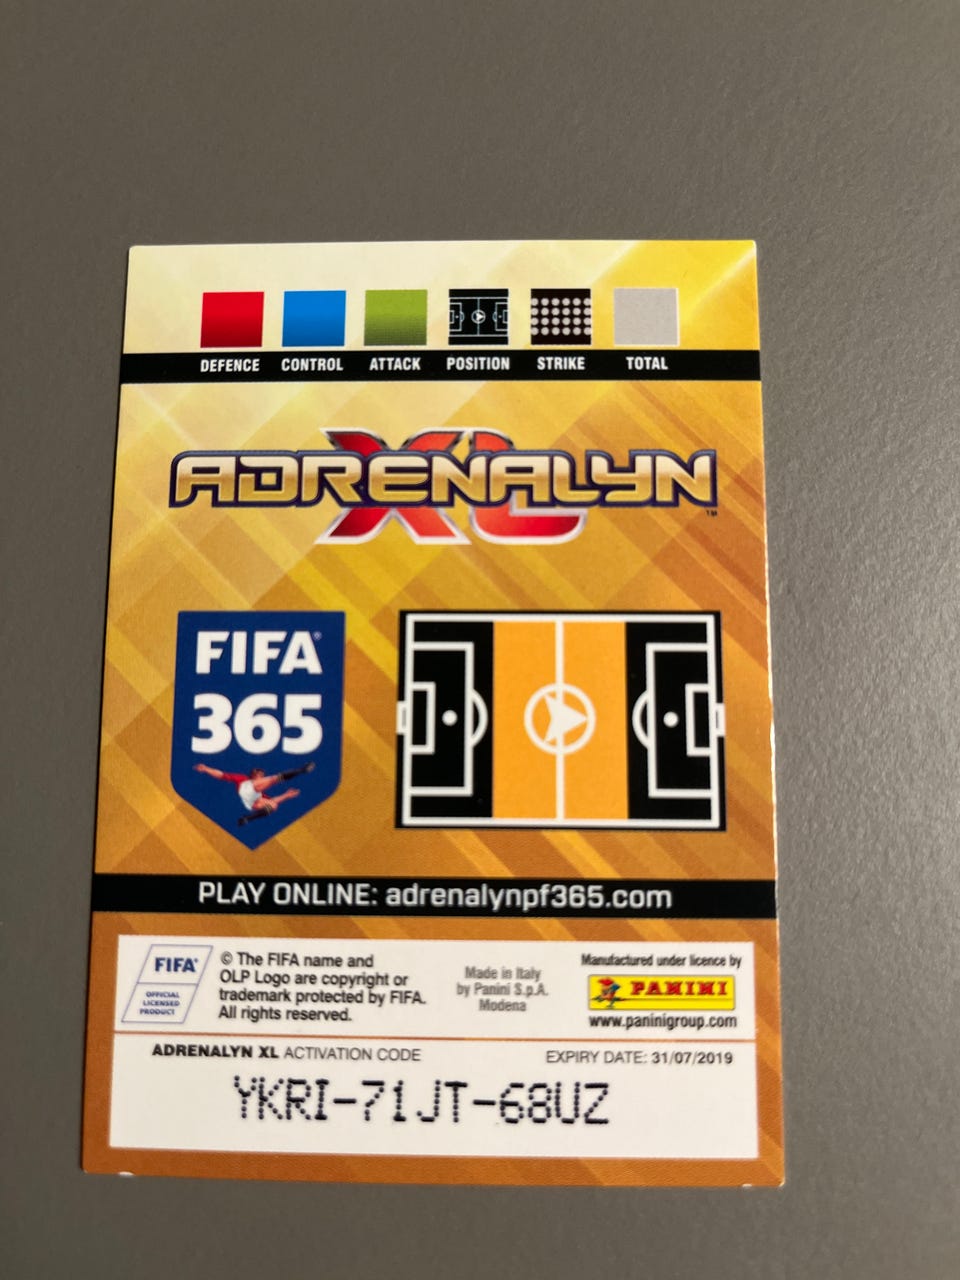 DEFENCE CONTROL ATTACK POSITION STRIKE TOTAL
ADRENALYN XL™
FIFA®
365
PLAY ONLINE: adrenalynpf365.com
FIFA®
OFFICIAL
LICENSED
PRODUCT
© The FIFA name and
OLP Logo are copyright or
trademark protected by FIFA.
All rights reserved.
Made in Italy
by Panini S.p.A.
Modena
Manufactured under licence by
PANINI
www.paninigroup.com
ADRENALYN XL ACTIVATION CODE
EXPIRY DATE: 31/07/2019
YKRI-71JT-68UZ